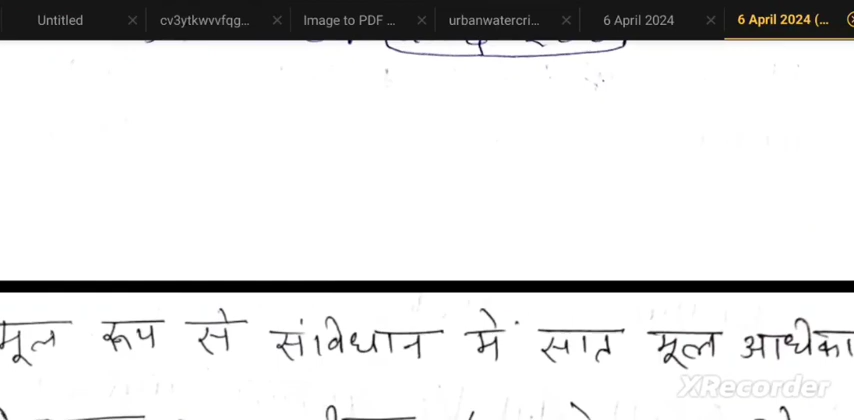 Untitled
cv3ytkwvvfqg...
Image to PDF ...
urbanwatercri...
6 April 2024
6 April 2024 (...
मूल रूप से संविधान में सात मूल अधिका
XRecorder